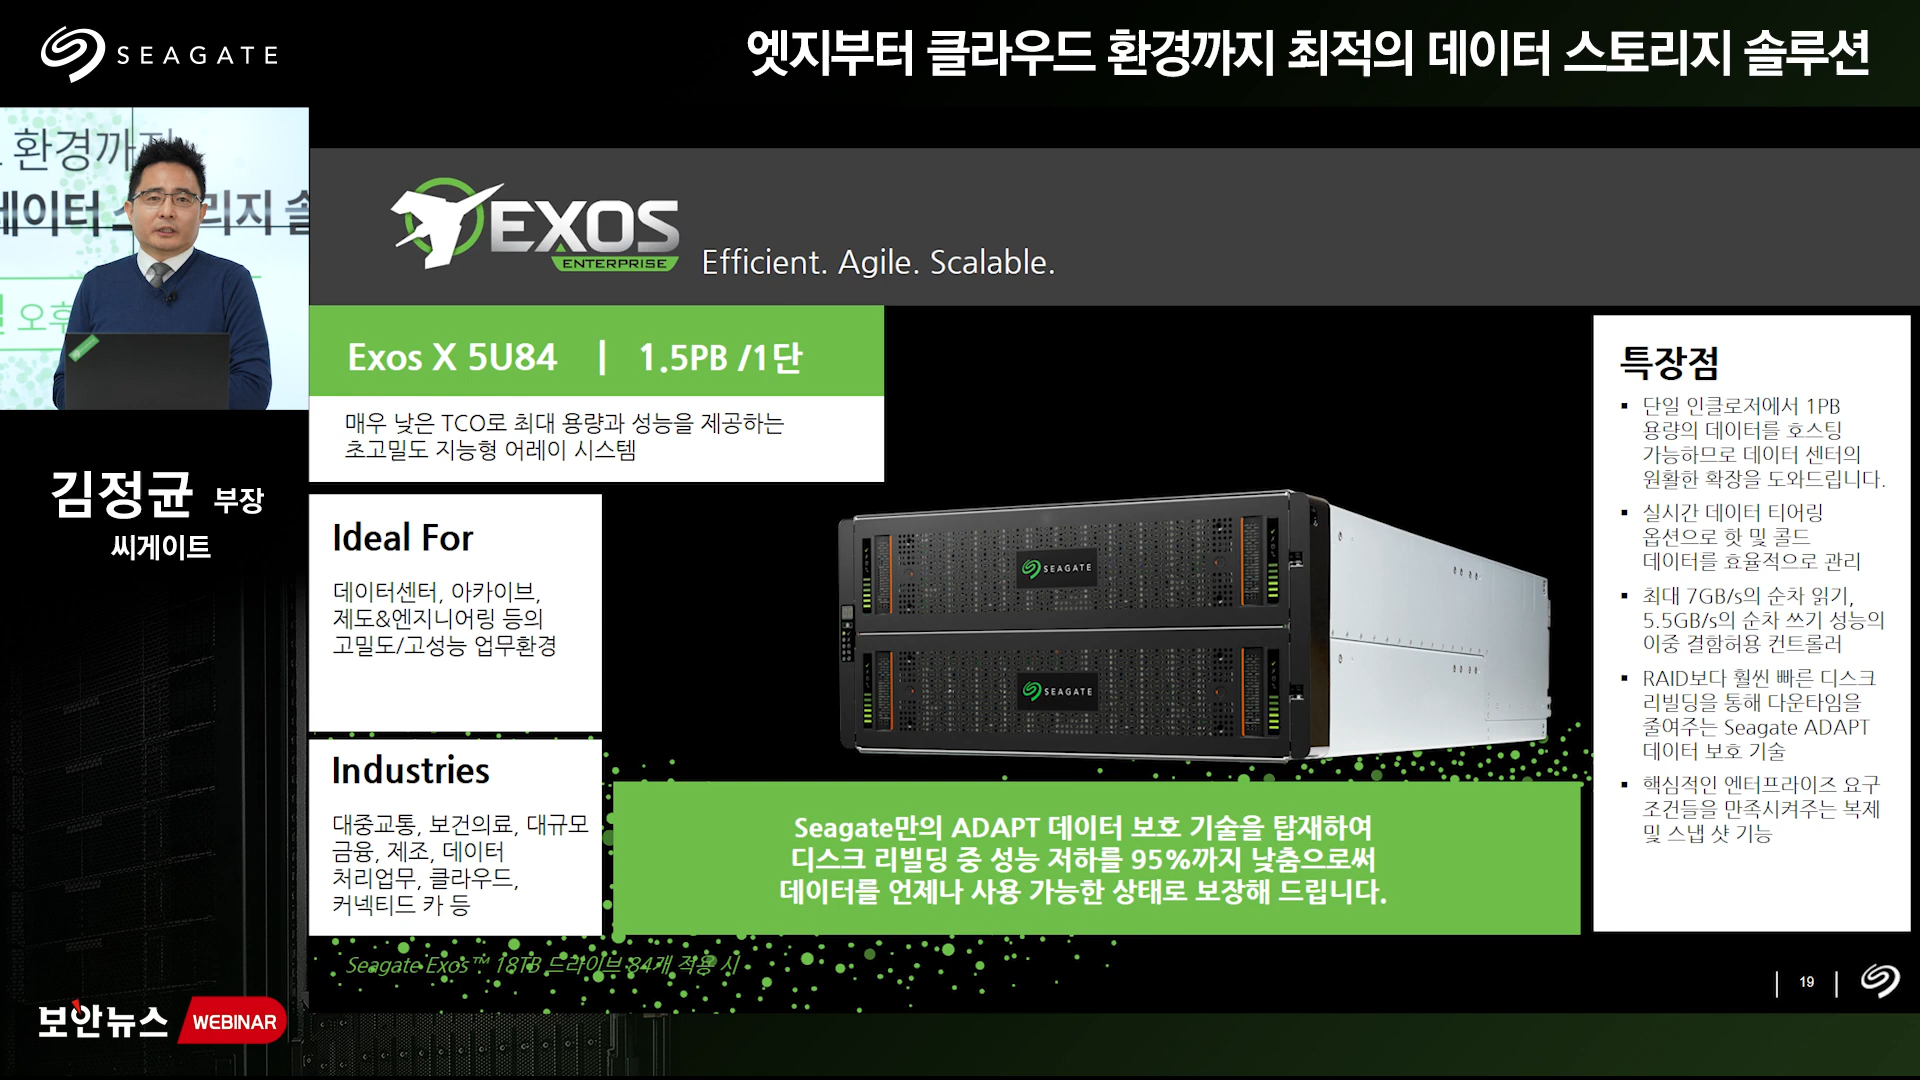 SEAGATE
엣지부터 클라우드 환경까지 최적의 데이터 스토리지 솔루션
환경까지
데이터 스토리지 솔
오후
김정균 부장
씨게이트
EXOS
ENTERPRISE
Efficient. Agile. Scalable.
Exos X 5U84 | 1.5PB /1단
매우 낮은 TCO로 최대 용량과 성능을 제공하는
초고밀도 지능형 어레이 시스템
Ideal For
데이터센터, 아카이브,
제도&엔지니어링 등의
고밀도/고성능 업무환경
Industries
대중교통, 보건의료, 대규모
금융, 제조, 데이터
처리업무, 클라우드,
커넥티드 카 등
SEAGATE
SEAGATE
Seagate만의 ADAPT 데이터 보호 기술을 탑재하여
디스크 리빌딩 중 성능 저하를 95%까지 낮춤으로써
데이터를 언제나 사용 가능한 상태로 보장해 드립니다.
특장점
▪ 단일 인클로저에서 1PB
용량의 데이터를 호스팅
가능하므로 데이터 센터의
원활한 확장을 도와드립니다.
▪ 실시간 데이터 티어링
옵션으로 핫 및 콜드
데이터를 효율적으로 관리
▪ 최대 7GB/s의 순차 읽기,
5.5GB/s의 순차 쓰기 성능의
이중 결함허용 컨트롤러
▪ RAID보다 훨씬 빠른 디스크
리빌딩을 통해 다운타임을
줄여주는 Seagate ADAPT
데이터 보호 기술
▪ 핵심적인 엔터프라이즈 요구
조건들을 만족시켜주는 복제
및 스냅 샷 기능
Seagate Exos™ 18TB 드라이브 84개 적용 시
| 19 |
보안뉴스 WEBINAR